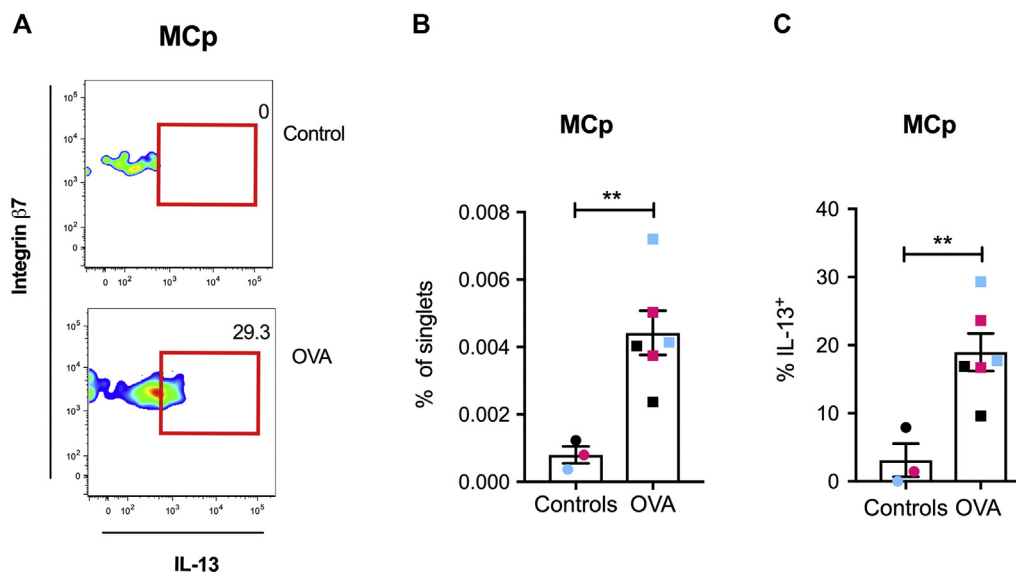 A
MCp
Integrin β7
10⁵
10⁴
10³
10²
0
0
Control
0 10² 10³ 10⁴ 10⁵
10⁵
10⁴
10³
10²
0
29.3
OVA
0 10² 10³ 10⁴ 10⁵
IL-13
B
MCp
**
% of singlets
0.008
0.006
0.004
0.002
0.000
Controls OVA
C
MCp
**
% IL-13⁺
40
30
20
10
0
Controls OVA